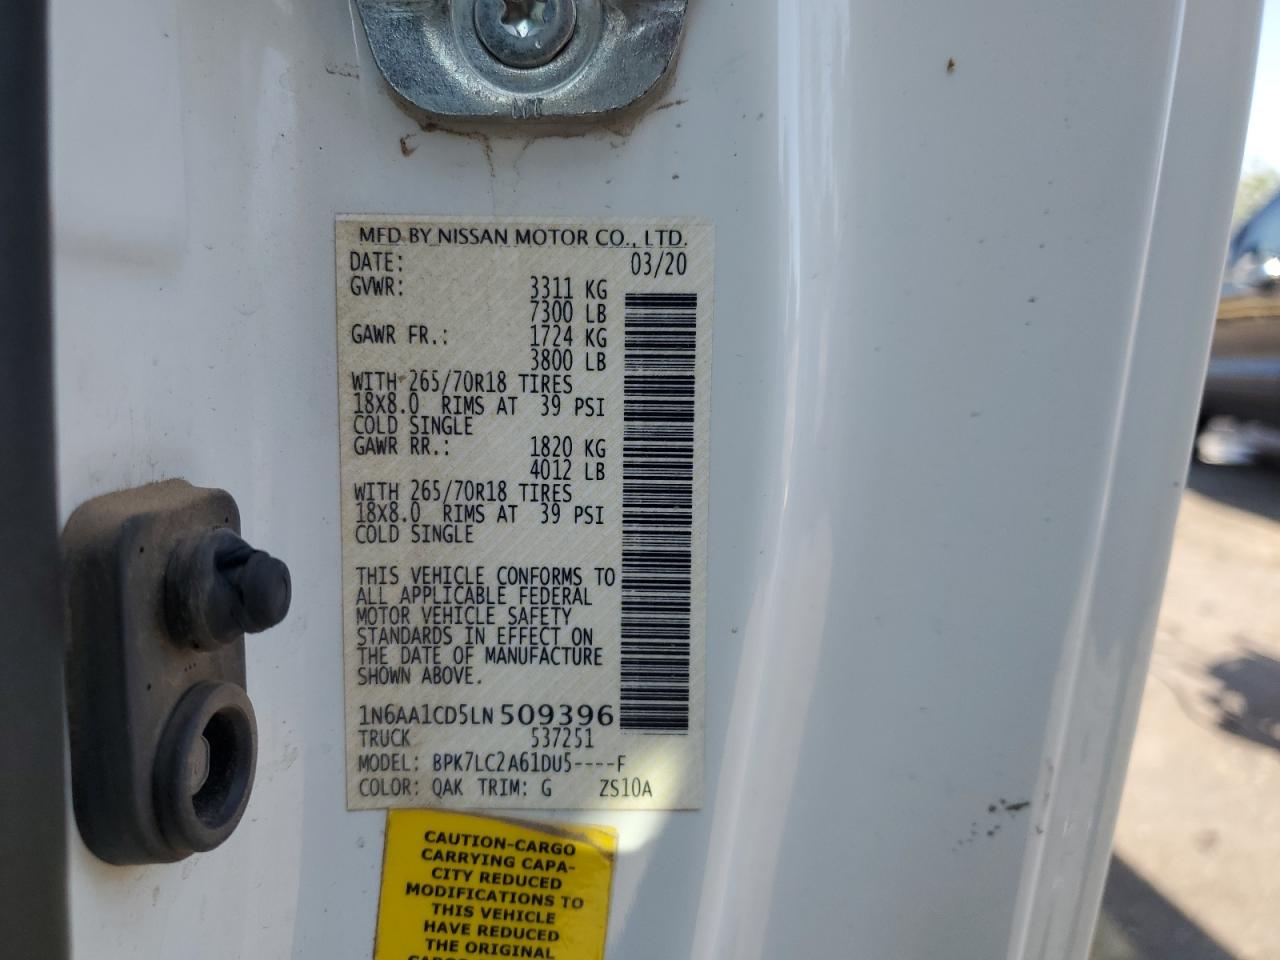 MFD BY NISSAN MOTOR CO., LTD.
DATE: 03/20
GVWR: 3311 KG
7300 LB
GAWR FR.: 1724 KG
3800 LB
WITH 265/70R18 TIRES
18X8.0 RIMS AT 39 PSI
COLD SINGLE
GAWR RR.: 1820 KG
4012 LB
WITH 265/70R18 TIRES
18X8.0 RIMS AT 39 PSI
COLD SINGLE
THIS VEHICLE CONFORMS TO
ALL APPLICABLE FEDERAL
MOTOR VEHICLE SAFETY
STANDARDS IN EFFECT ON
THE DATE OF MANUFACTURE
SHOWN ABOVE.
1N6AA1CD5LN509396
TRUCK 537251
MODEL: BPK7LC2A61DU5----F
COLOR: QAK TRIM: G ZS10A
CAUTION-CARGO
CARRYING CAPA-
CITY REDUCED
MODIFICATIONS TO
THIS VEHICLE
HAVE REDUCED
THE ORIGINAL